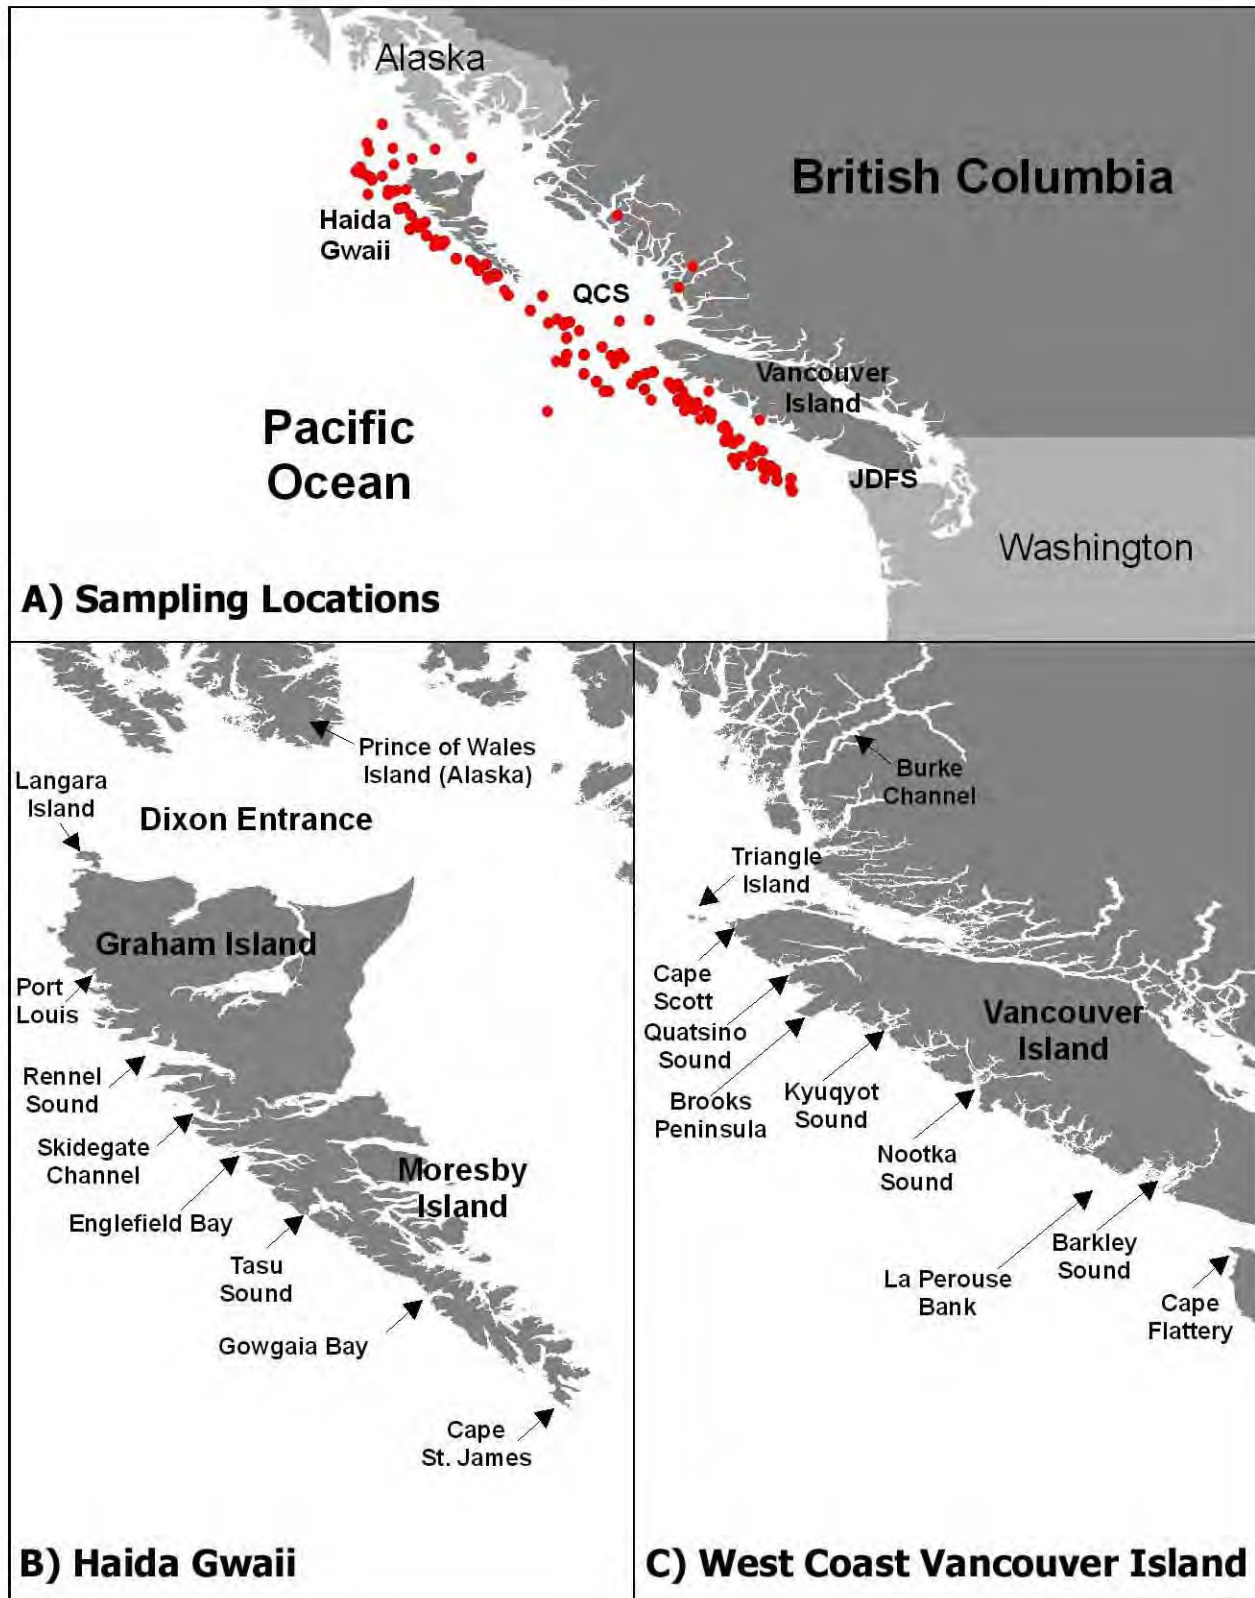 Alaska
British Columbia
Haida
Gwaii
QCS
Vancouver
Island
Pacific
Ocean
JDFS
Washington
A) Sampling Locations
Prince of Wales
Island (Alaska)
Langara
Island
Dixon Entrance
Graham Island
Port
Louis
Rennel
Sound
Skidegate
Channel
Moresby
Island
Englefield Bay
Tasu
Sound
Gowgaia Bay
Cape
St. James
B) Haida Gwaii
Burke
Channel
Triangle
Island
Cape
Scott
Quatsino
Sound
Vancouver
Island
Brooks
Peninsula
Kyuqyot
Sound
Nootka
Sound
Barkley
Sound
La Perouse
Bank
Cape
Flattery
C) West Coast Vancouver Island